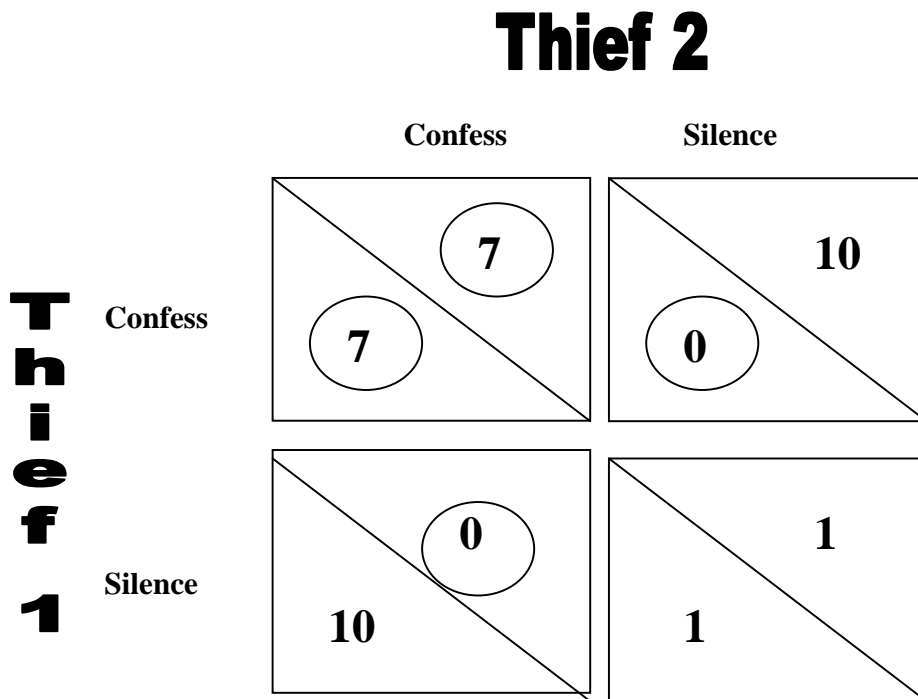 Thief 2
Confess Silence
7 10
Thief 1
Confess
7 0
0 1
Silence
10 1